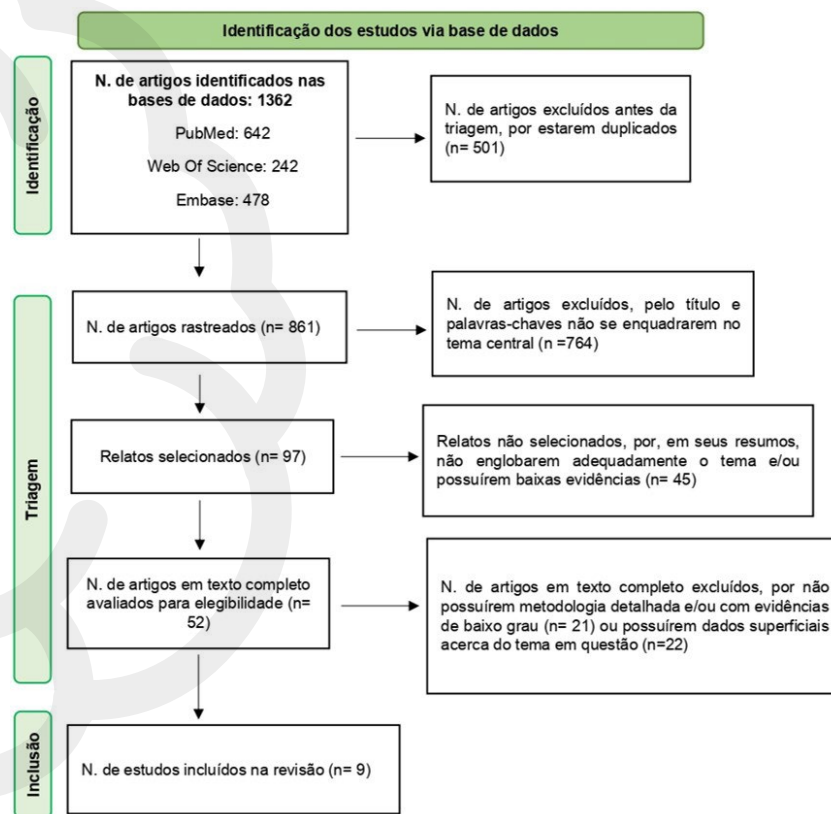 Identificação dos estudos via base de dados
Identificação
N. de artigos identificados nas
bases de dados: 1362
PubMed: 642
Web Of Science: 242
Embase: 478
N. de artigos excluídos antes da
triagem, por estarem duplicados
(n= 501)
Triagem
N. de artigos rastreados (n= 861)
N. de artigos excluídos, pelo título e
palavras-chaves não se enquadrarem no
tema central (n =764)
Relatos selecionados (n= 97)
Relatos não selecionados, por, em seus resumos,
não englobarem adequadamente o tema e/ou
possuírem baixas evidências (n= 45)
N. de artigos em texto completo
avaliados para elegibilidade (n=
52)
N. de artigos em texto completo excluídos, por não
possuírem metodologia detalhada e/ou com evidências
de baixo grau (n= 21) ou possuírem dados superficiais
acerca do tema em questão (n=22)
Inclusão
N. de estudos incluídos na revisão (n= 9)